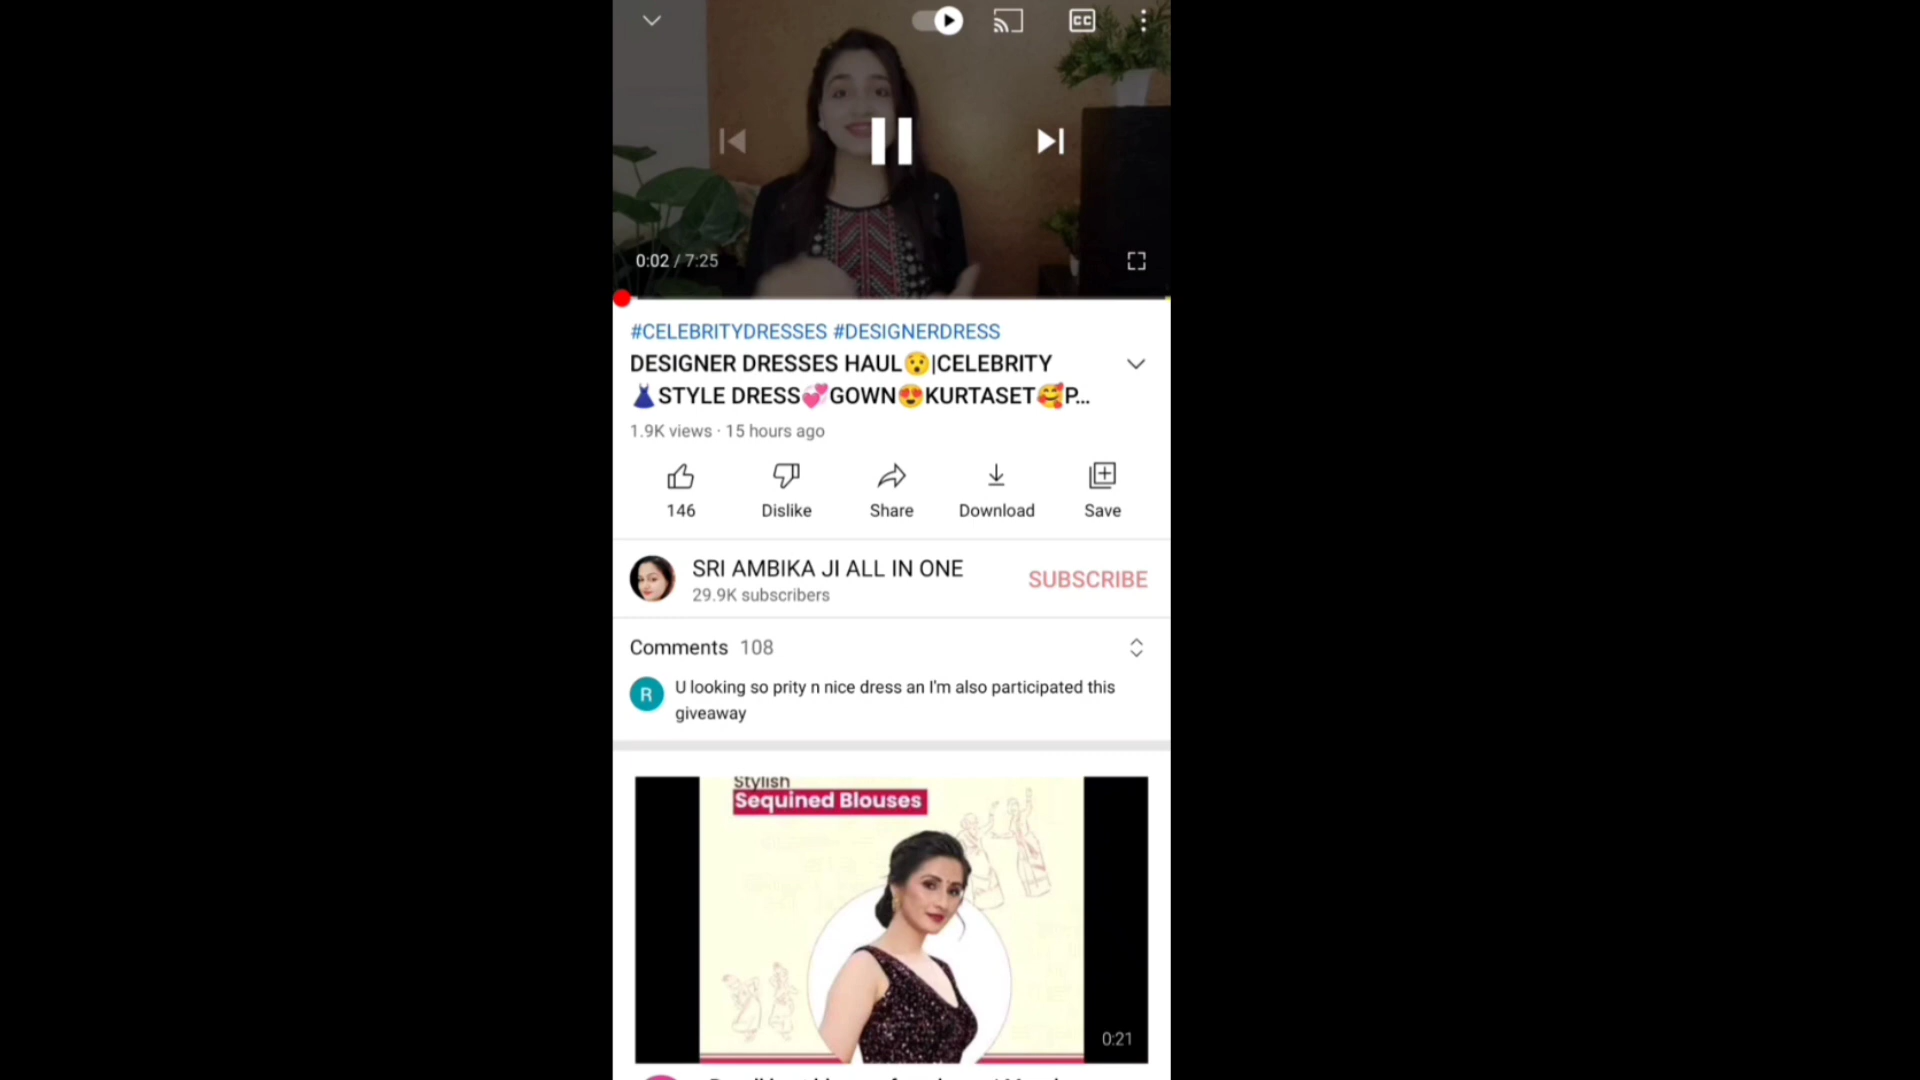 CC
0:02 / 7:25
#CELEBRITYDRESSES #DESIGNERDRESS
DESIGNER DRESSES HAUL😯|CELEBRITY
👗STYLE DRESS💞GOWN😍KURTASET🥰P...
1.9K views · 15 hours ago
146
Dislike
Share
Download
Save
SRI AMBIKA JI ALL IN ONE
29.9K subscribers
SUBSCRIBE
Comments 108
R
U looking so prity n nice dress an I'm also participated this
giveaway
Stylish
Sequined Blouses
0:21